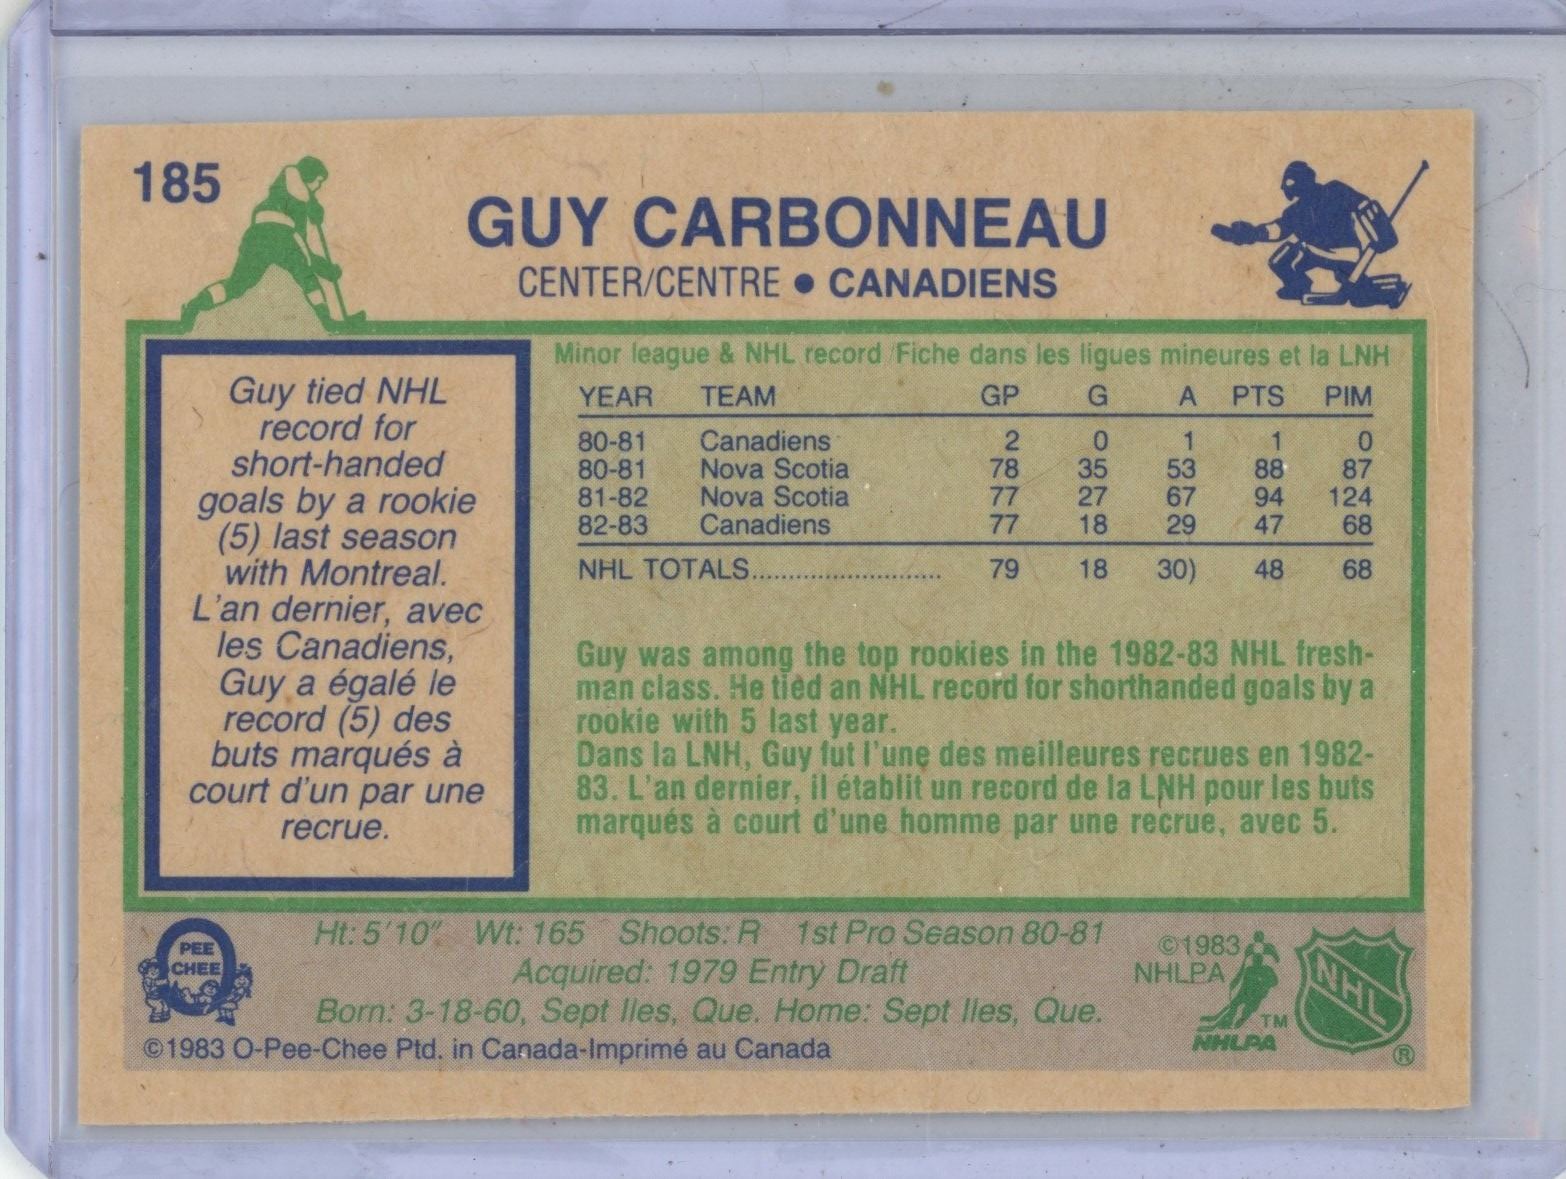 185
GUY CARBONNEAU
CENTER/CENTRE • CANADIENS
Guy tied NHL
record for
short-handed
goals by a rookie
(5) last season
with Montreal.
L'an dernier, avec
les Canadiens,
Guy a égalé le
record (5) des
buts marqués à
court d'un par une
recrue.
Minor league & NHL record /Fiche dans les ligues mineures et la LNH
YEAR TEAM GP G A PTS PIM
80-81 Canadiens 2 0 1 1 0
80-81 Nova Scotia 78 35 53 88 87
81-82 Nova Scotia 77 27 67 94 124
82-83 Canadiens 77 18 29 47 68
NHL TOTALS.......................... 79 18 30) 48 68
Guy was among the top rookies in the 1982-83 NHL fresh-
man class. He tied an NHL record for shorthanded goals by a
rookie with 5 last year.
Dans la LNH, Guy fut l'une des meilleures recrues en 1982-
83. L'an dernier, il établit un record de la LNH pour les buts
marqués à court d'une homme par une recrue, avec 5.
PEE
CHEE
Ht: 5'10" Wt: 165 Shoots: R 1st Pro Season 80-81
Acquired: 1979 Entry Draft
Born: 3-18-60, Sept Iles, Que. Home: Sept Iles, Que.
©1983 O-Pee-Chee Ptd. in Canada-Imprimé au Canada
©1983
NHLPA
TM
NHLPA
NHL
®